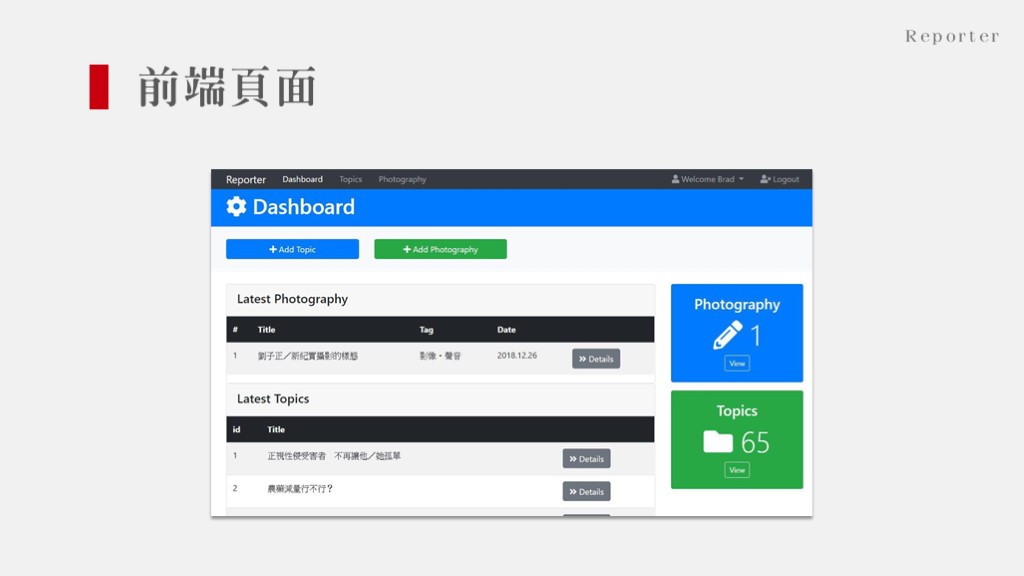 Reporter
前端頁面
Reporter Dashboard Topics Photography Welcome Brad Logout
Dashboard
Add Topic Add Photography
Latest Photography
# Title Tag Date
1 劉子正／新紀實攝影的樣態 影像・聲音 2018.12.26 Details
Latest Topics
id Title
1 正視性侵受害者 不再讓他／她孤單 Details
2 農藥減量行不行？ Details
Photography
1
View
Topics
65
View